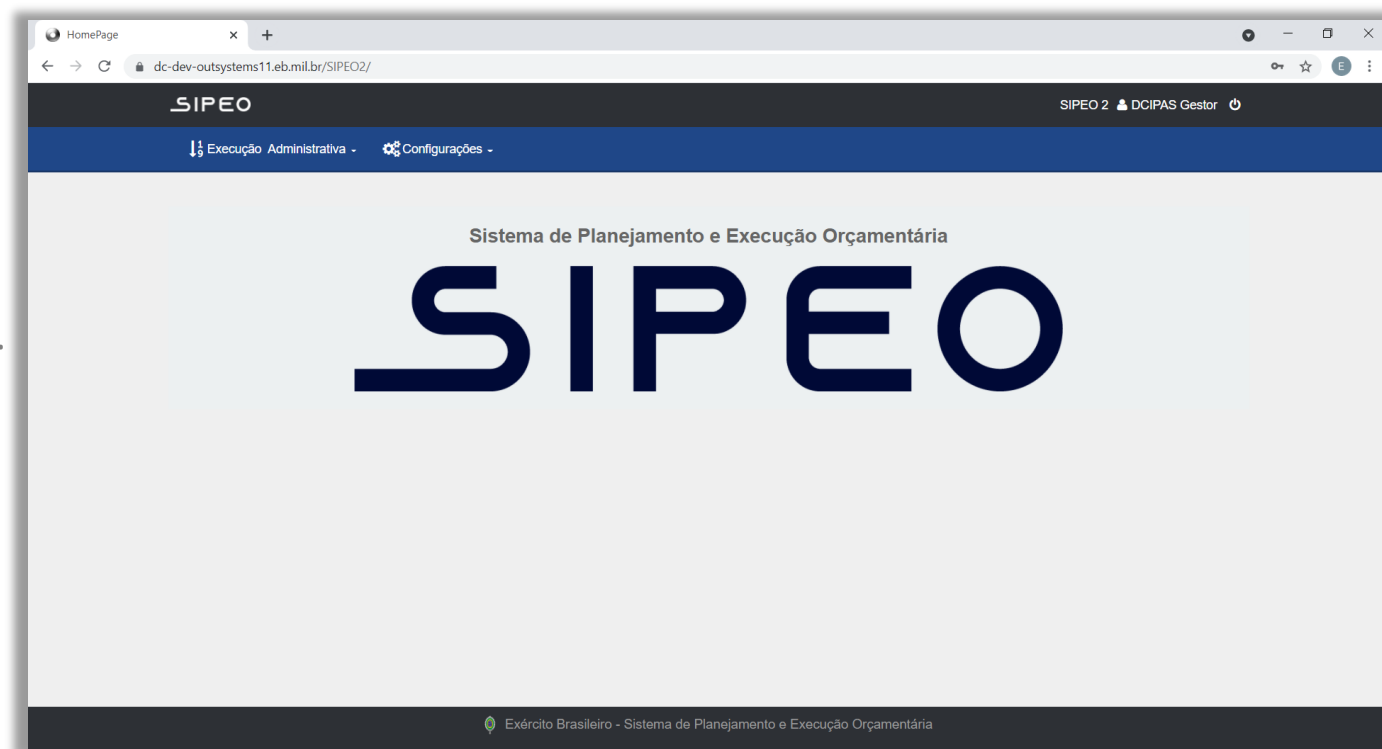 HomePage
dc-dev-outsystems11.eb.mil.br/SIPEO2/
E
SIPEO
SIPEO 2 DCIPAS Gestor
Execução Administrativa
Configurações
Sistema de Planejamento e Execução Orçamentária
SIPEO
Exército Brasileiro - Sistema de Planejamento e Execução Orçamentária